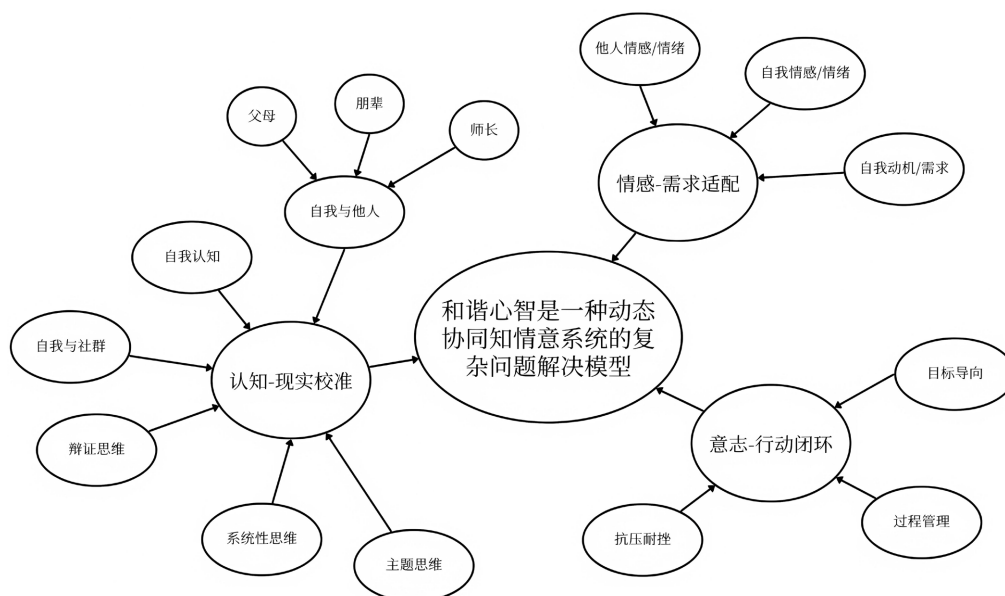 他人情感/情绪
自我情感/情绪
父母
朋辈
师长
自我动机/需求
情感-需求适配
自我与他人
自我认知
和谐心智是一种动态
协同知情意系统的复
杂问题解决模型
自我与社群
认知-现实校准
目标导向
辩证思维
意志-行动闭环
系统性思维
主题思维
抗压耐挫
过程管理